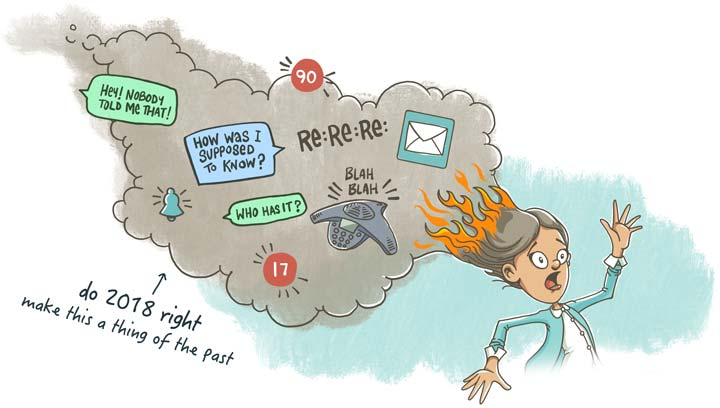 90
Hey! Nobody
told me that!
How was I
supposed
to know?
Re:Re:Re:
Blah
Blah
Who has it?
17
do 2018 right
make this a thing of the past